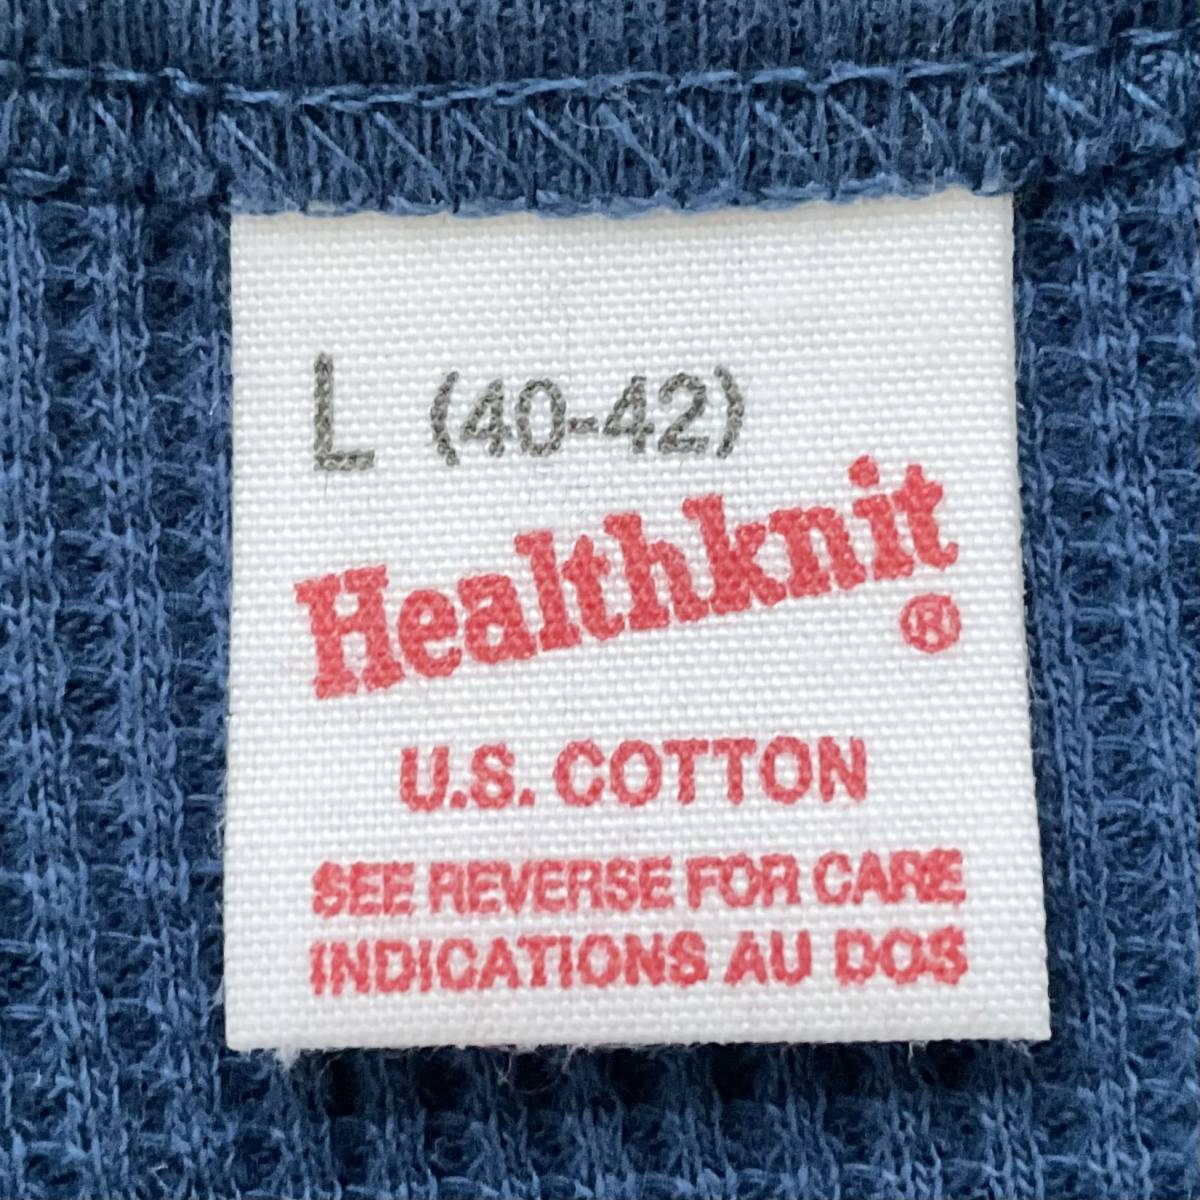 L (40-42)
Healthknit
®
U.S. COTTON
SEE REVERSE FOR CARE
INDICATIONS AU DOS